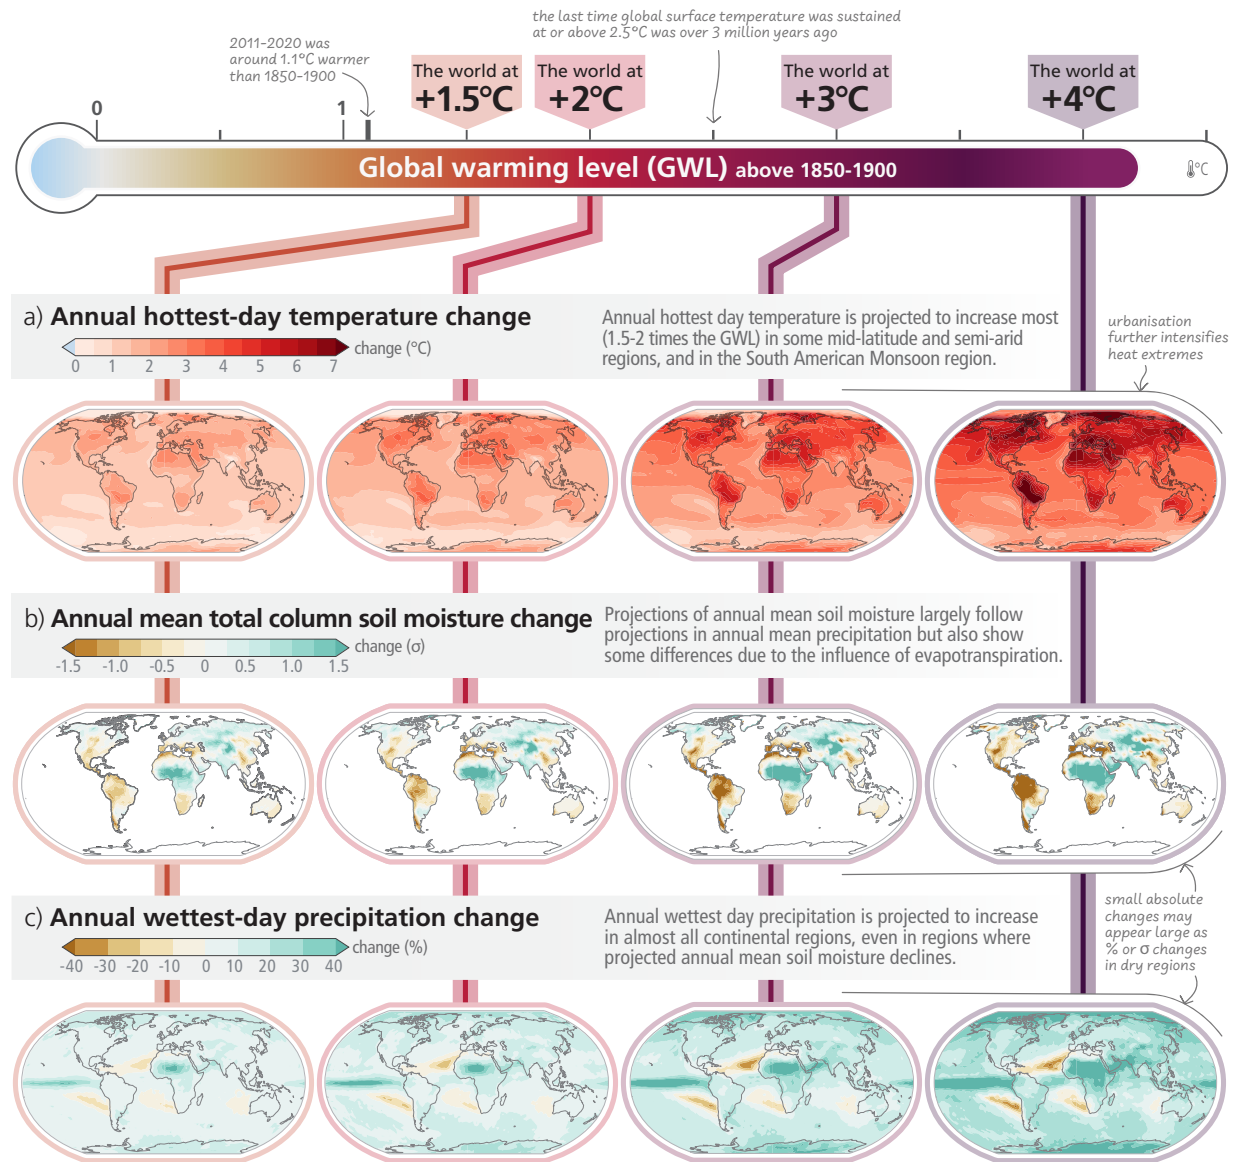 the last time global surface temperature was sustained
at or above 2.5°C was over 3 million years ago
2011-2020 was
around 1.1°C warmer
than 1850-1900
The world at
+1.5°C
The world at
+2°C
The world at
+3°C
The world at
+4°C
0
1
Global warming level (GWL) above 1850-1900
°C
a) Annual hottest-day temperature change
change (°C)
0 1 2 3 4 5 6 7
Annual hottest day temperature is projected to increase most
(1.5-2 times the GWL) in some mid-latitude and semi-arid
regions, and in the South American Monsoon region.
urbanisation
further intensifies
heat extremes
b) Annual mean total column soil moisture change
change (σ)
-1.5 -1.0 -0.5 0 0.5 1.0 1.5
Projections of annual mean soil moisture largely follow
projections in annual mean precipitation but also show
some differences due to the influence of evapotranspiration.
c) Annual wettest-day precipitation change
change (%)
-40 -30 -20 -10 0 10 20 30 40
Annual wettest day precipitation is projected to increase
in almost all continental regions, even in regions where
projected annual mean soil moisture declines.
small absolute
changes may
appear large as
% or σ changes
in dry regions